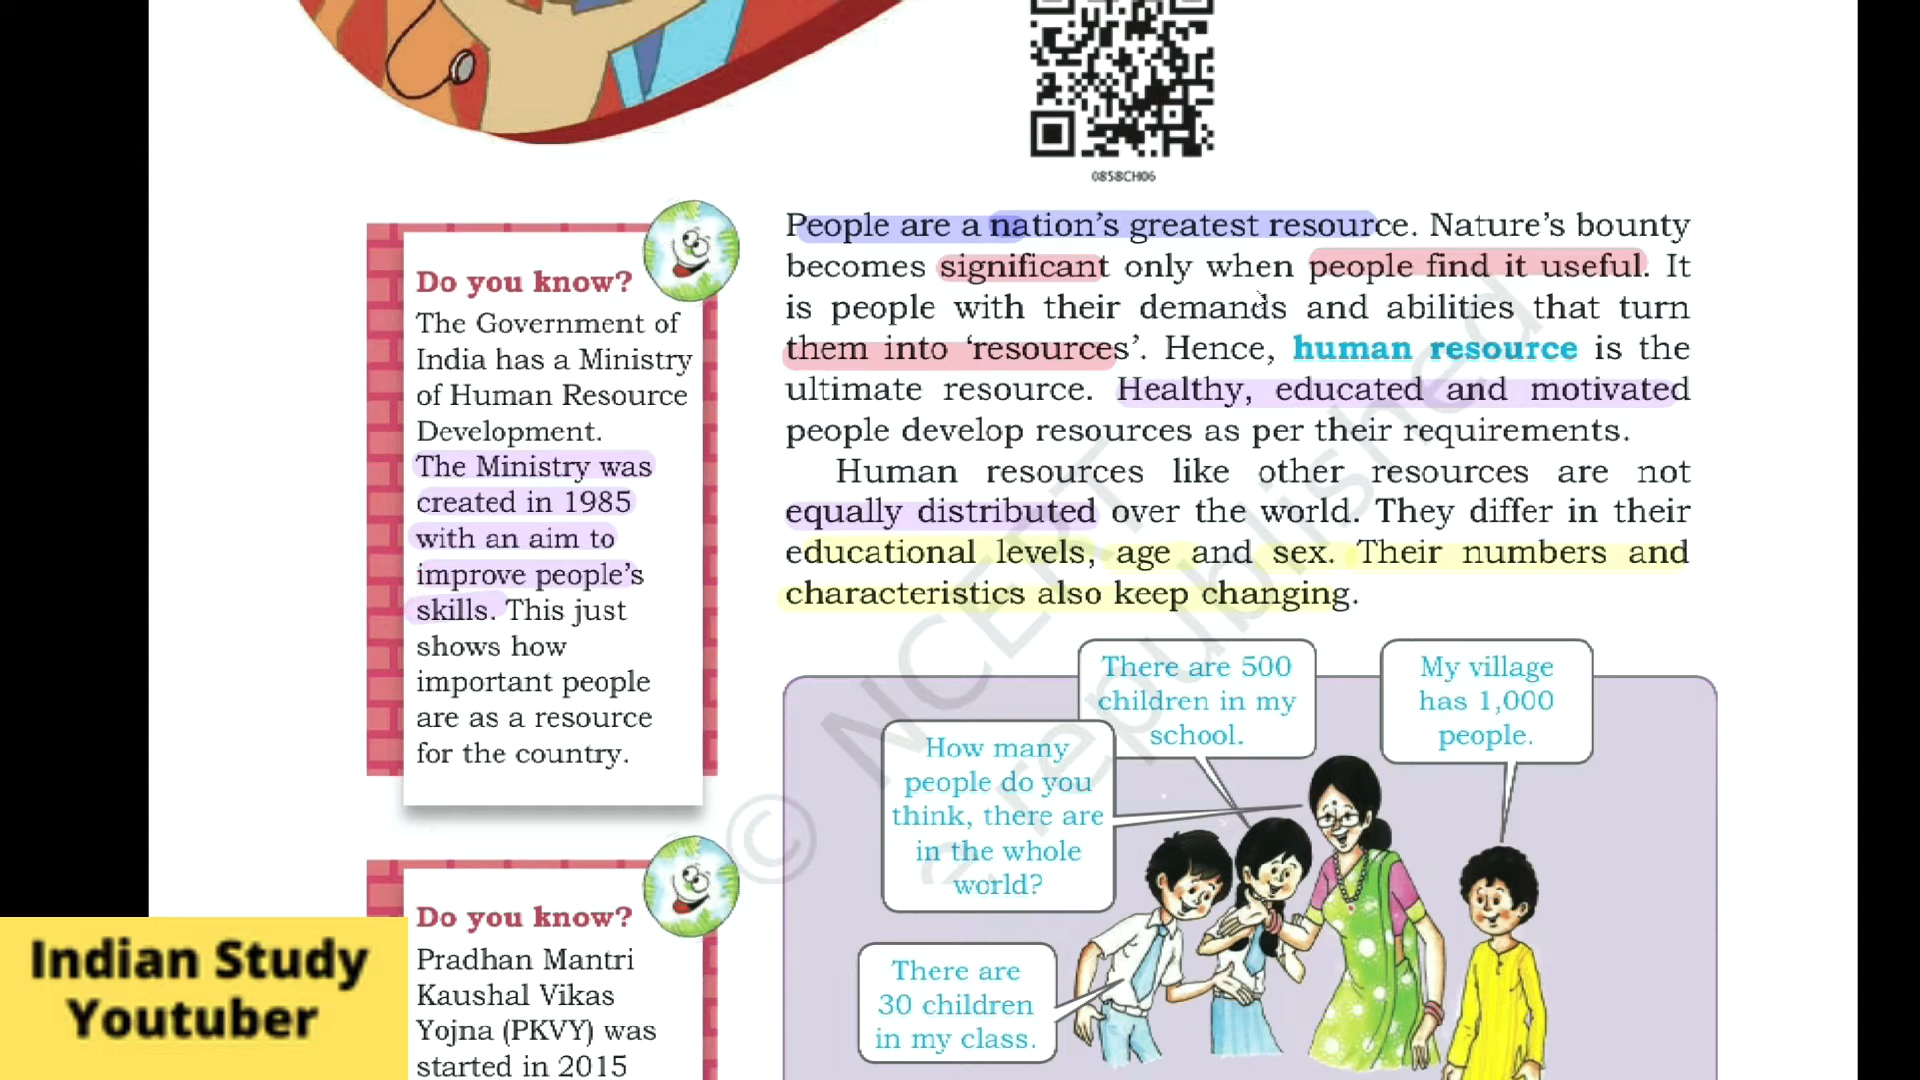 0858CH06
Do you know?
The Government of
India has a Ministry
of Human Resource
Development.
The Ministry was
created in 1985
with an aim to
improve people’s
skills. This just
shows how
important people
are as a resource
for the country.
Do you know?
Pradhan Mantri
Kaushal Vikas
Yojna (PKVY) was
started in 2015
People are a nation’s greatest resource. Nature’s bounty
becomes significant only when people find it useful. It
is people with their demands and abilities that turn
them into ‘resources’. Hence, human resource is the
ultimate resource. Healthy, educated and motivated
people develop resources as per their requirements.
Human resources like other resources are not
equally distributed over the world. They differ in their
educational levels, age and sex. Their numbers and
characteristics also keep changing.
There are 500
children in my
school.
My village
has 1,000
people.
How many
people do you
think, there are
in the whole
world?
There are
30 children
in my class.
© NCERT
republished
Indian Study
Youtuber